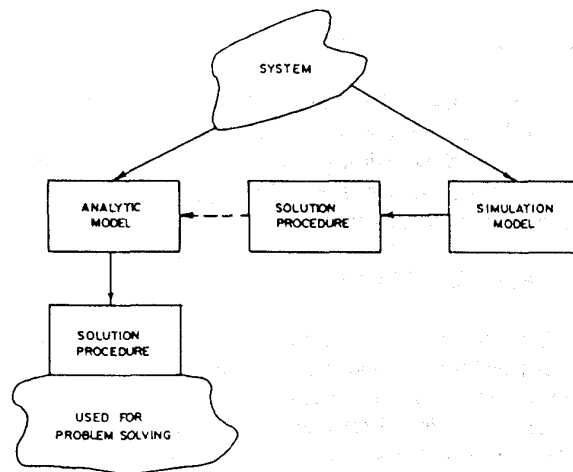 SYSTEM
ANALYTIC
MODEL
SOLUTION
PROCEDURE
SIMULATION
MODEL
SOLUTION
PROCEDURE
USED FOR
PROBLEM SOLVING